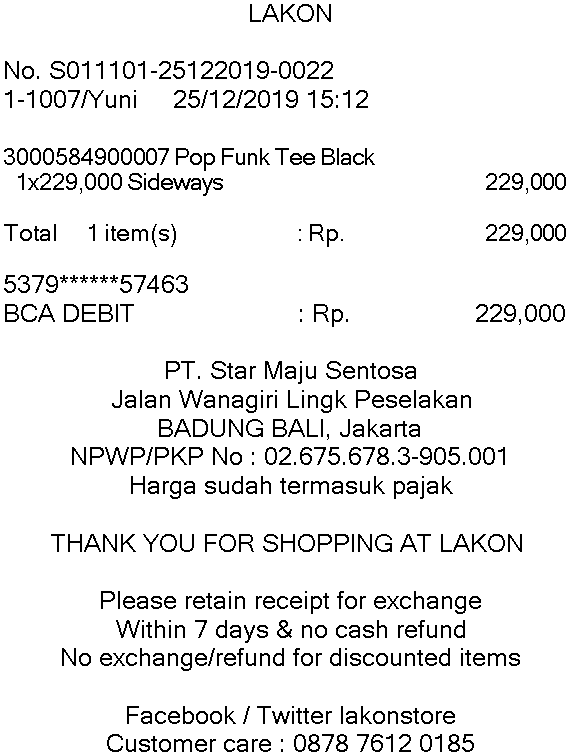 LAKON
No. S011101-25122019-0022
1-1007/Yuni 25/12/2019 15:12
3000584900007 Pop Funk Tee Black
1x229,000 Sideways 229,000
Total 1 item(s) : Rp. 229,000
5379******57463
BCA DEBIT : Rp. 229,000
PT. Star Maju Sentosa
Jalan Wanagiri Lingk Peselakan
BADUNG BALI, Jakarta
NPWP/PKP No : 02.675.678.3-905.001
Harga sudah termasuk pajak
THANK YOU FOR SHOPPING AT LAKON
Please retain receipt for exchange
Within 7 days & no cash refund
No exchange/refund for discounted items
Facebook / Twitter lakonstore
Customer care : 0878 7612 0185